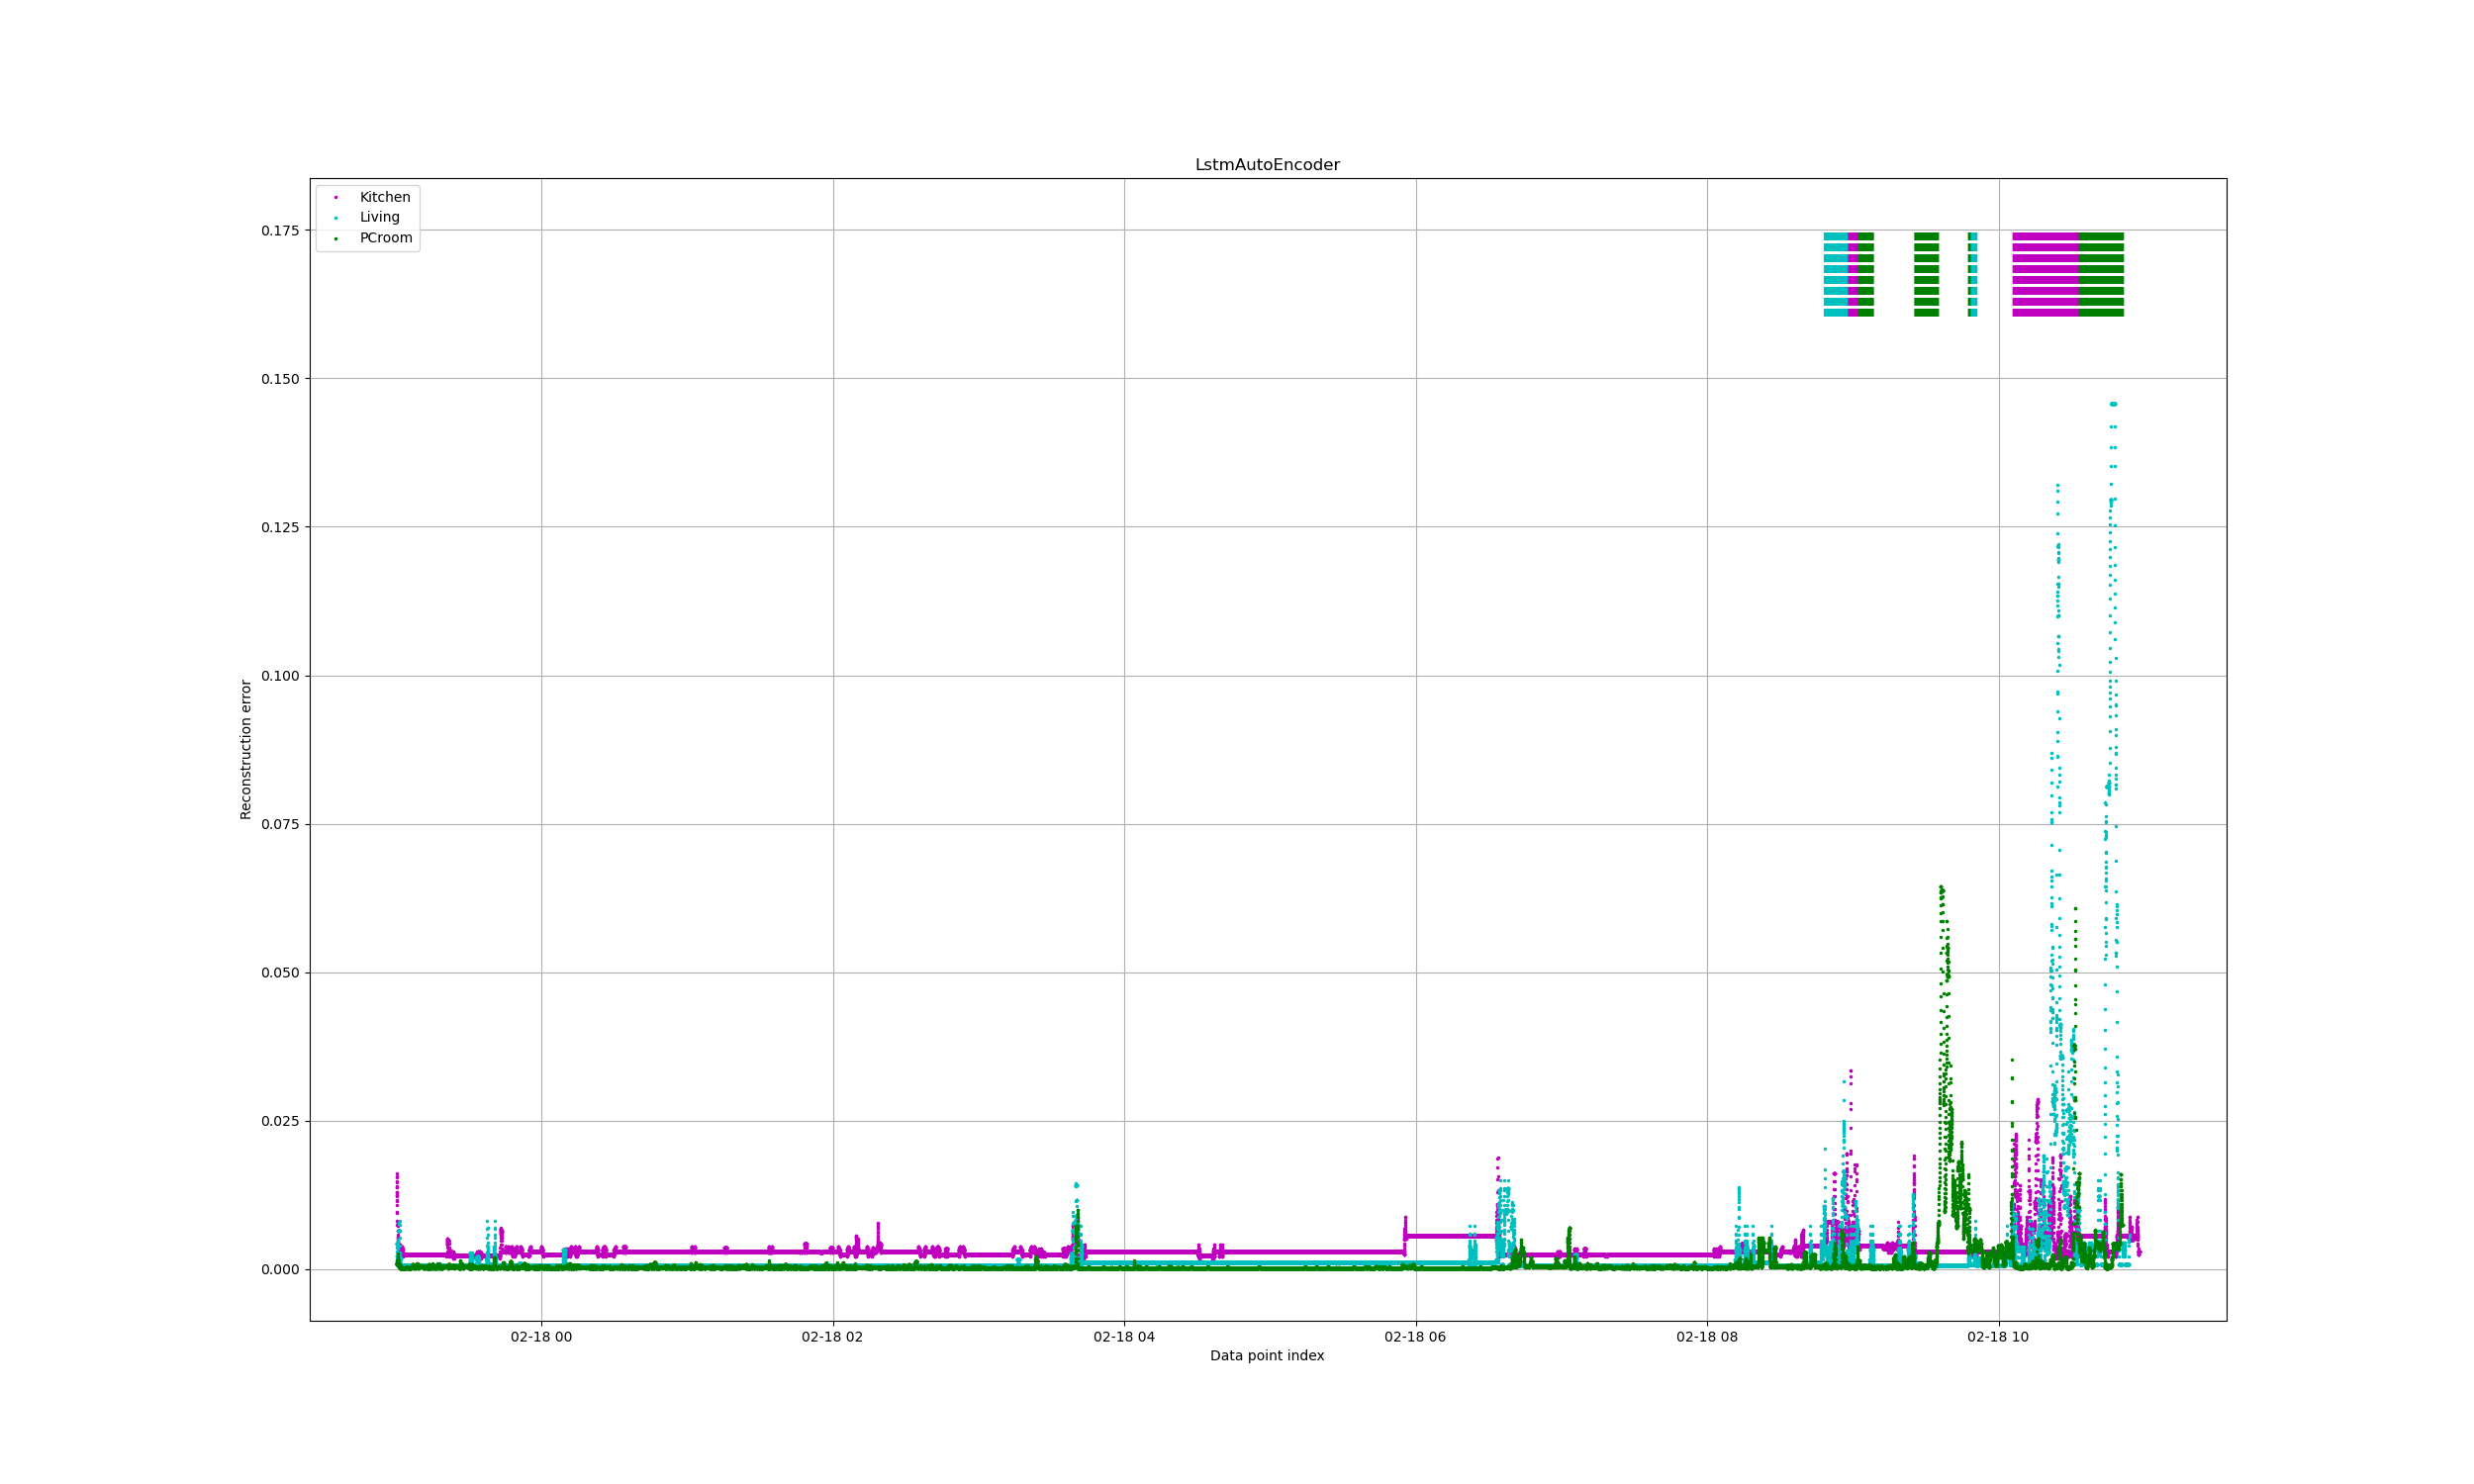 LstmAutoEncoder
Kitchen
Living
PCroom
0.175
0.150
0.125
0.100
0.075
0.050
0.025
0.000
Reconstruction error
02-18 00
02-18 02
02-18 04
02-18 06
02-18 08
02-18 10
Data point index